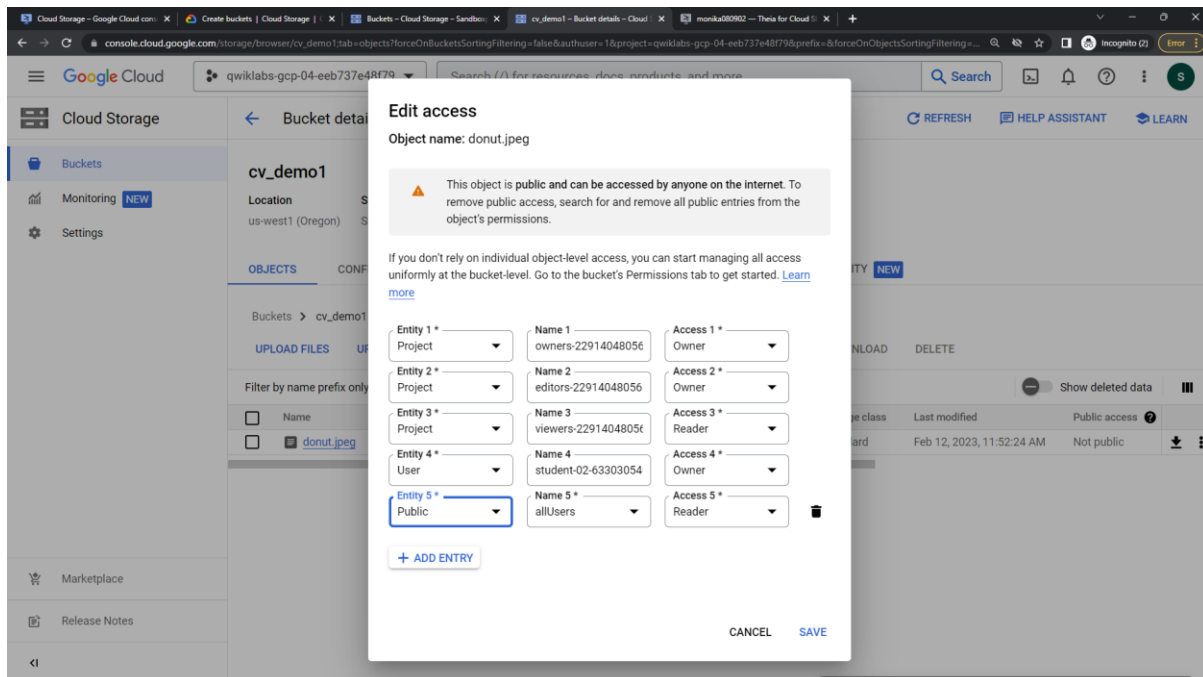 Cloud Storage – Google Cloud cons
Create buckets | Cloud Storage |
Buckets – Cloud Storage – Sandbox
cv_demo1 – Bucket details – Cloud
monika080902 — Theia for Cloud S
console.cloud.google.com/storage/browser/cv_demo1;tab=objects?forceOnBucketsSortingFiltering=false&authuser=1&project=qwiklabs-gcp-04-eeb737e48f79&prefix=&forceOnObjectsSortingFiltering=...
Incognito (2)
Error
Google Cloud
qwiklabs-gcp-04-eeb737e48f79
Search (/) for resources, docs, products, and more
Search
S
Cloud Storage
Bucket detai
REFRESH
HELP ASSISTANT
LEARN
Buckets
Monitoring NEW
Settings
Marketplace
Release Notes
cv_demo1
Location
S
us-west1 (Oregon)
S
OBJECTS
CONF
ITY NEW
Buckets > cv_demo1
UPLOAD FILES
UP
NLOAD
DELETE
Filter by name prefix only
Show deleted data
Name
ge class
Last modified
Public access
donut.jpeg
ard
Feb 12, 2023, 11:52:24 AM
Not public
Edit access
Object name: donut.jpeg
This object is public and can be accessed by anyone on the internet. To
remove public access, search for and remove all public entries from the
object's permissions.
If you don't rely on individual object-level access, you can start managing all access
uniformly at the bucket-level. Go to the bucket's Permissions tab to get started. Learn
more
Entity 1 *
Name 1
Access 1 *
Project
owners-22914048056
Owner
Entity 2 *
Name 2
Access 2 *
Project
editors-22914048056
Owner
Entity 3 *
Name 3
Access 3 *
Project
viewers-22914048056
Reader
Entity 4 *
Name 4
Access 4 *
User
student-02-63303054
Owner
Entity 5 *
Name 5 *
Access 5 *
Public
allUsers
Reader
+ ADD ENTRY
CANCEL
SAVE